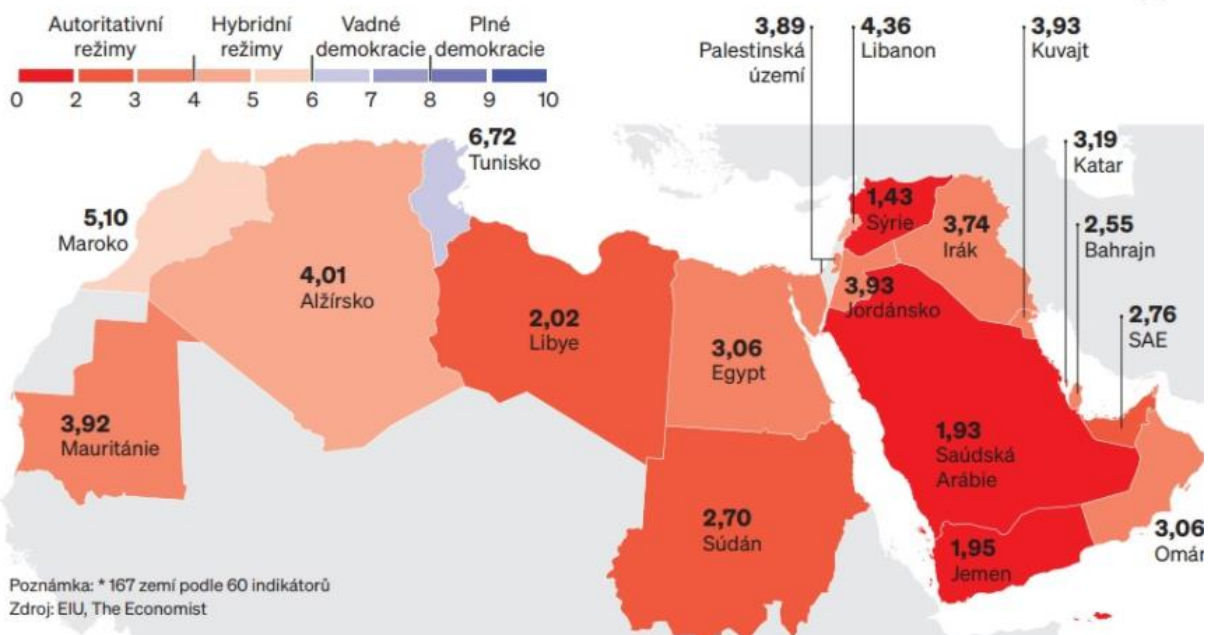 Autoritativní
režimy
Hybridní
režimy
Vadné
demokracie
Plné
demokracie
0 2 3 4 5 6 7 8 9 10
3,89
Palestinská
území
4,36
Libanon
3,93
Kuvajt
3,19
Katar
2,55
Bahrajn
2,76
SAE
6,72
Tunisko
5,10
Maroko
4,01
Alžírsko
2,02
Libye
3,06
Egypt
1,43
Sýrie
3,74
Irák
3,93
Jordánsko
3,92
Mauritánie
2,70
Súdán
1,93
Saúdská
Arábie
1,95
Jemen
3,06
Omán
Poznámka: * 167 zemí podle 60 indikátorů
Zdroj: EIU, The Economist